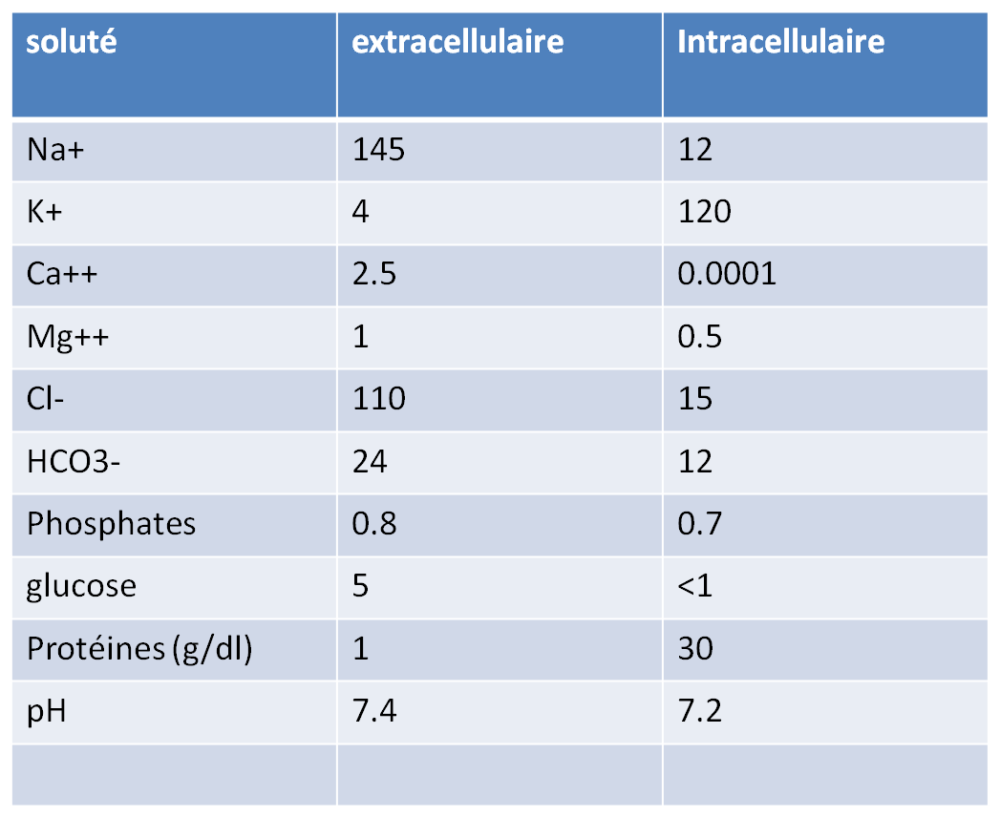 soluté extracellulaire Intracellulaire
Na+ 145 12
K+ 4 120
Ca++ 2.5 0.0001
Mg++ 1 0.5
Cl- 110 15
HCO3- 24 12
Phosphates 0.8 0.7
glucose 5 <1
Protéines (g/dl) 1 30
pH 7.4 7.2